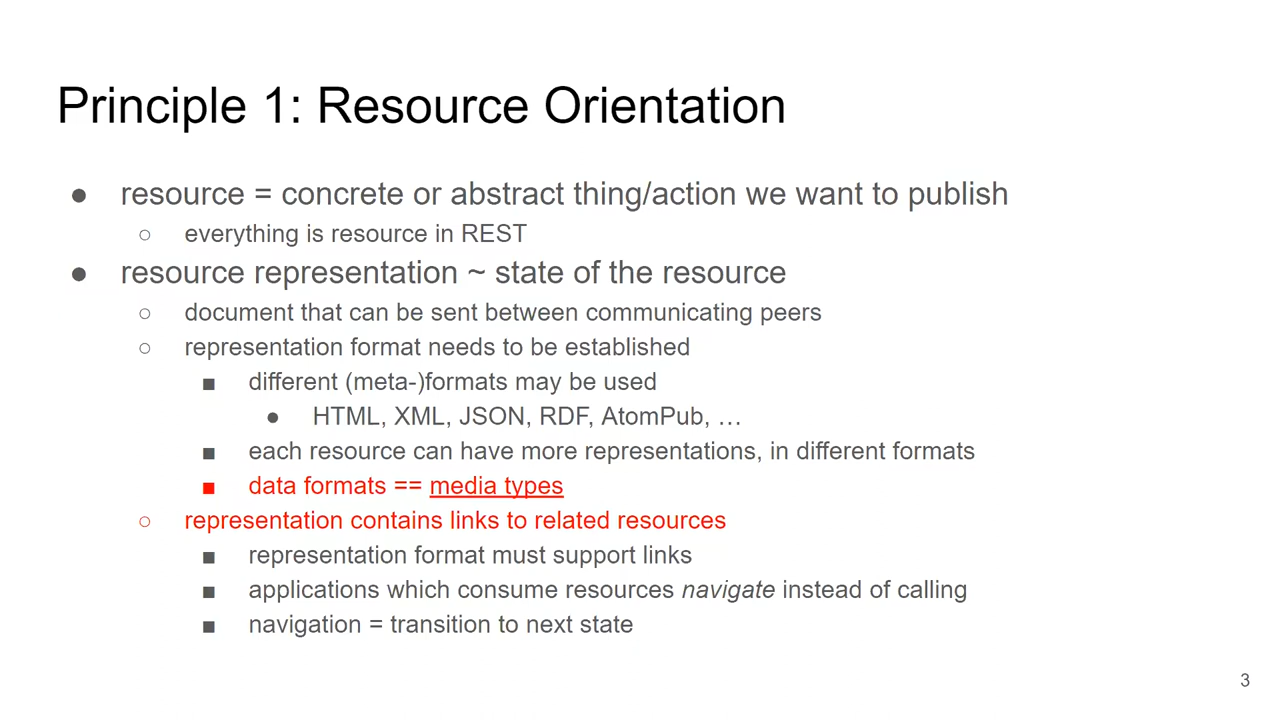 Principle 1: Resource Orientation
● resource = concrete or abstract thing/action we want to publish
○ everything is resource in REST
● resource representation ~ state of the resource
○ document that can be sent between communicating peers
○ representation format needs to be established
■ different (meta-)formats may be used
● HTML, XML, JSON, RDF, AtomPub, …
■ each resource can have more representations, in different formats
■ data formats == media types
○ representation contains links to related resources
■ representation format must support links
■ applications which consume resources navigate instead of calling
■ navigation = transition to next state
3